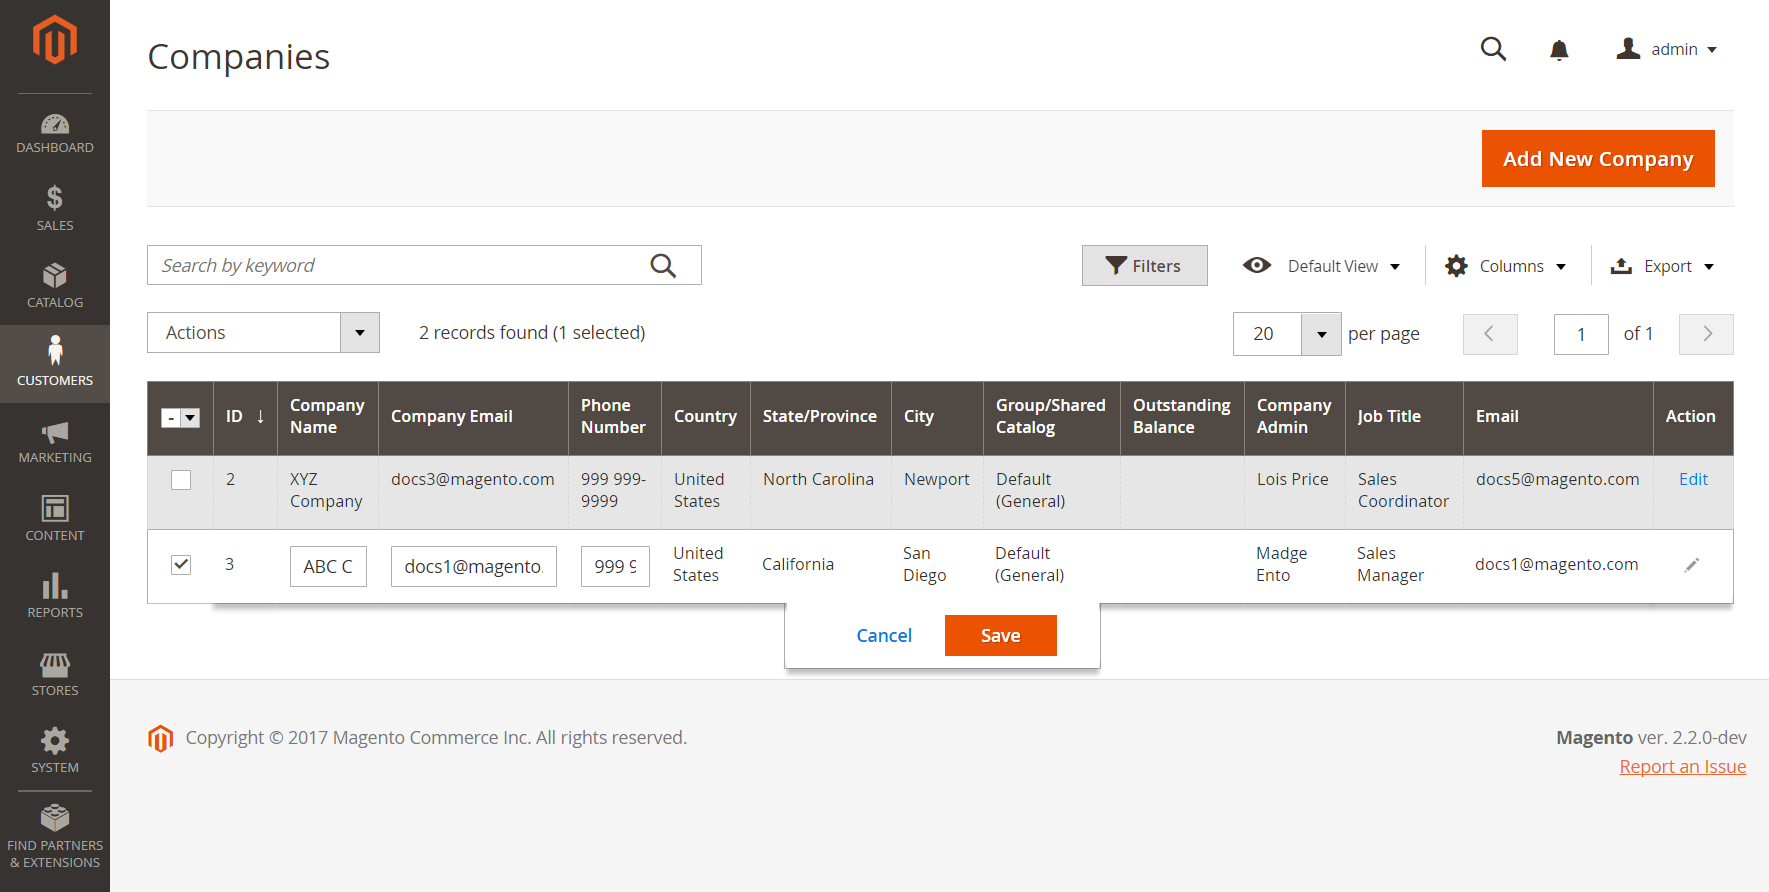 Companies
admin
DASHBOARD
SALES
CATALOG
CUSTOMERS
MARKETING
CONTENT
REPORTS
STORES
SYSTEM
FIND PARTNERS
& EXTENSIONS
Add New Company
Search by keyword
Filters
Default View
Columns
Export
Actions
2 records found (1 selected)
20
per page
1
of 1
- ID ↓ Company Name Company Email Phone Number Country State/Province City Group/Shared Catalog Outstanding Balance Company Admin Job Title Email Action
2 XYZ Company docs3@magento.com 999 999-9999 United States North Carolina Newport Default (General) Lois Price Sales Coordinator docs5@magento.com Edit
3 ABC C docs1@magento. 999 9 United States California San Diego Default (General) Madge Ento Sales Manager docs1@magento.com
Cancel
Save
Copyright © 2017 Magento Commerce Inc. All rights reserved.
Magento ver. 2.2.0-dev
Report an Issue